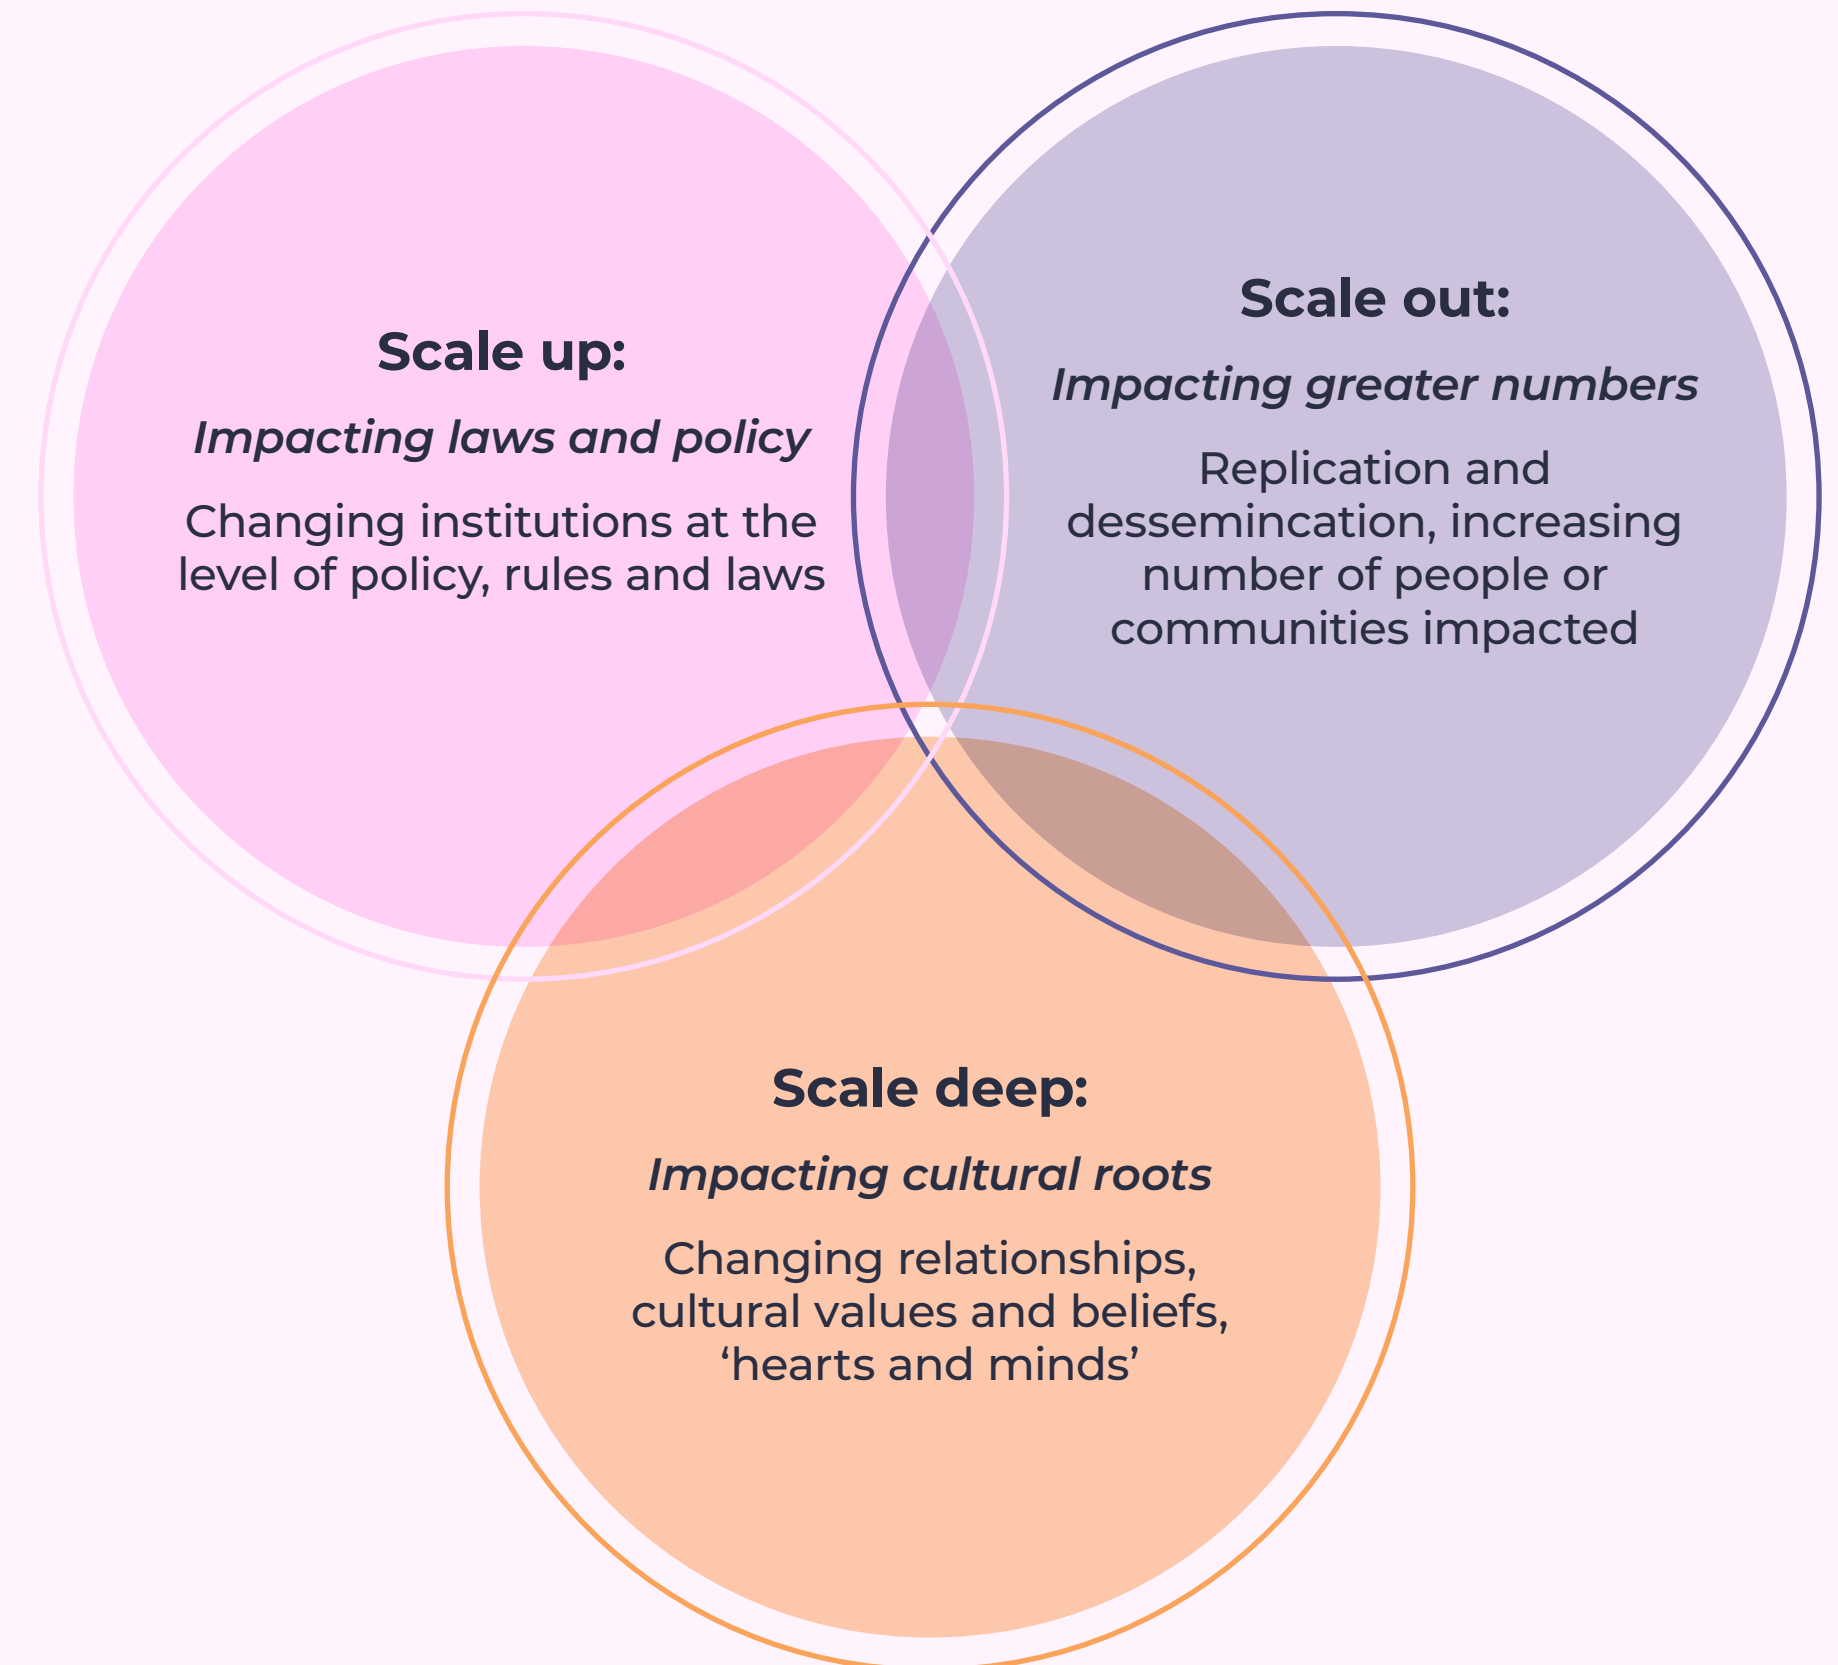 Scale up:
Impacting laws and policy
Changing institutions at the
level of policy, rules and laws
Scale out:
Impacting greater numbers
Replication and
dessemincation, increasing
number of people or
communities impacted
Scale deep:
Impacting cultural roots
Changing relationships,
cultural values and beliefs,
‘hearts and minds’